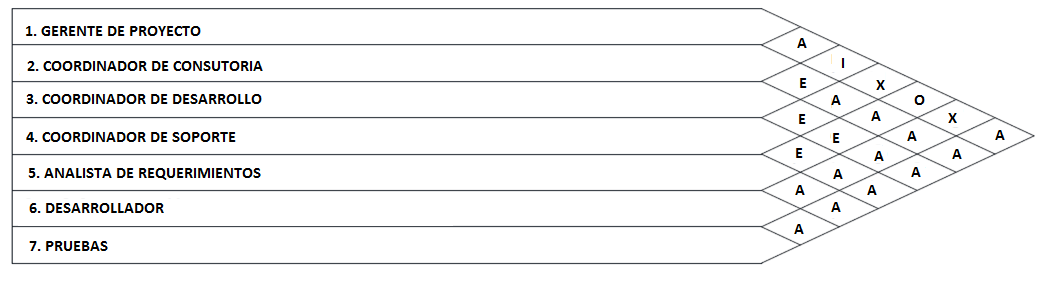 1. GERENTE DE PROYECTO
A
2. COORDINADOR DE CONSUTORIA
I
E
X
3. COORDINADOR DE DESARROLLO
A
O
E
A
X
4. COORDINADOR DE SOPORTE
E
A
A
E
A
A
5. ANALISTA DE REQUERIMIENTOS
A
A
A
A
6. DESARROLLADOR
A
A
7. PRUEBAS